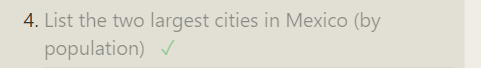 4. List the two largest cities in Mexico (by
population) ✓